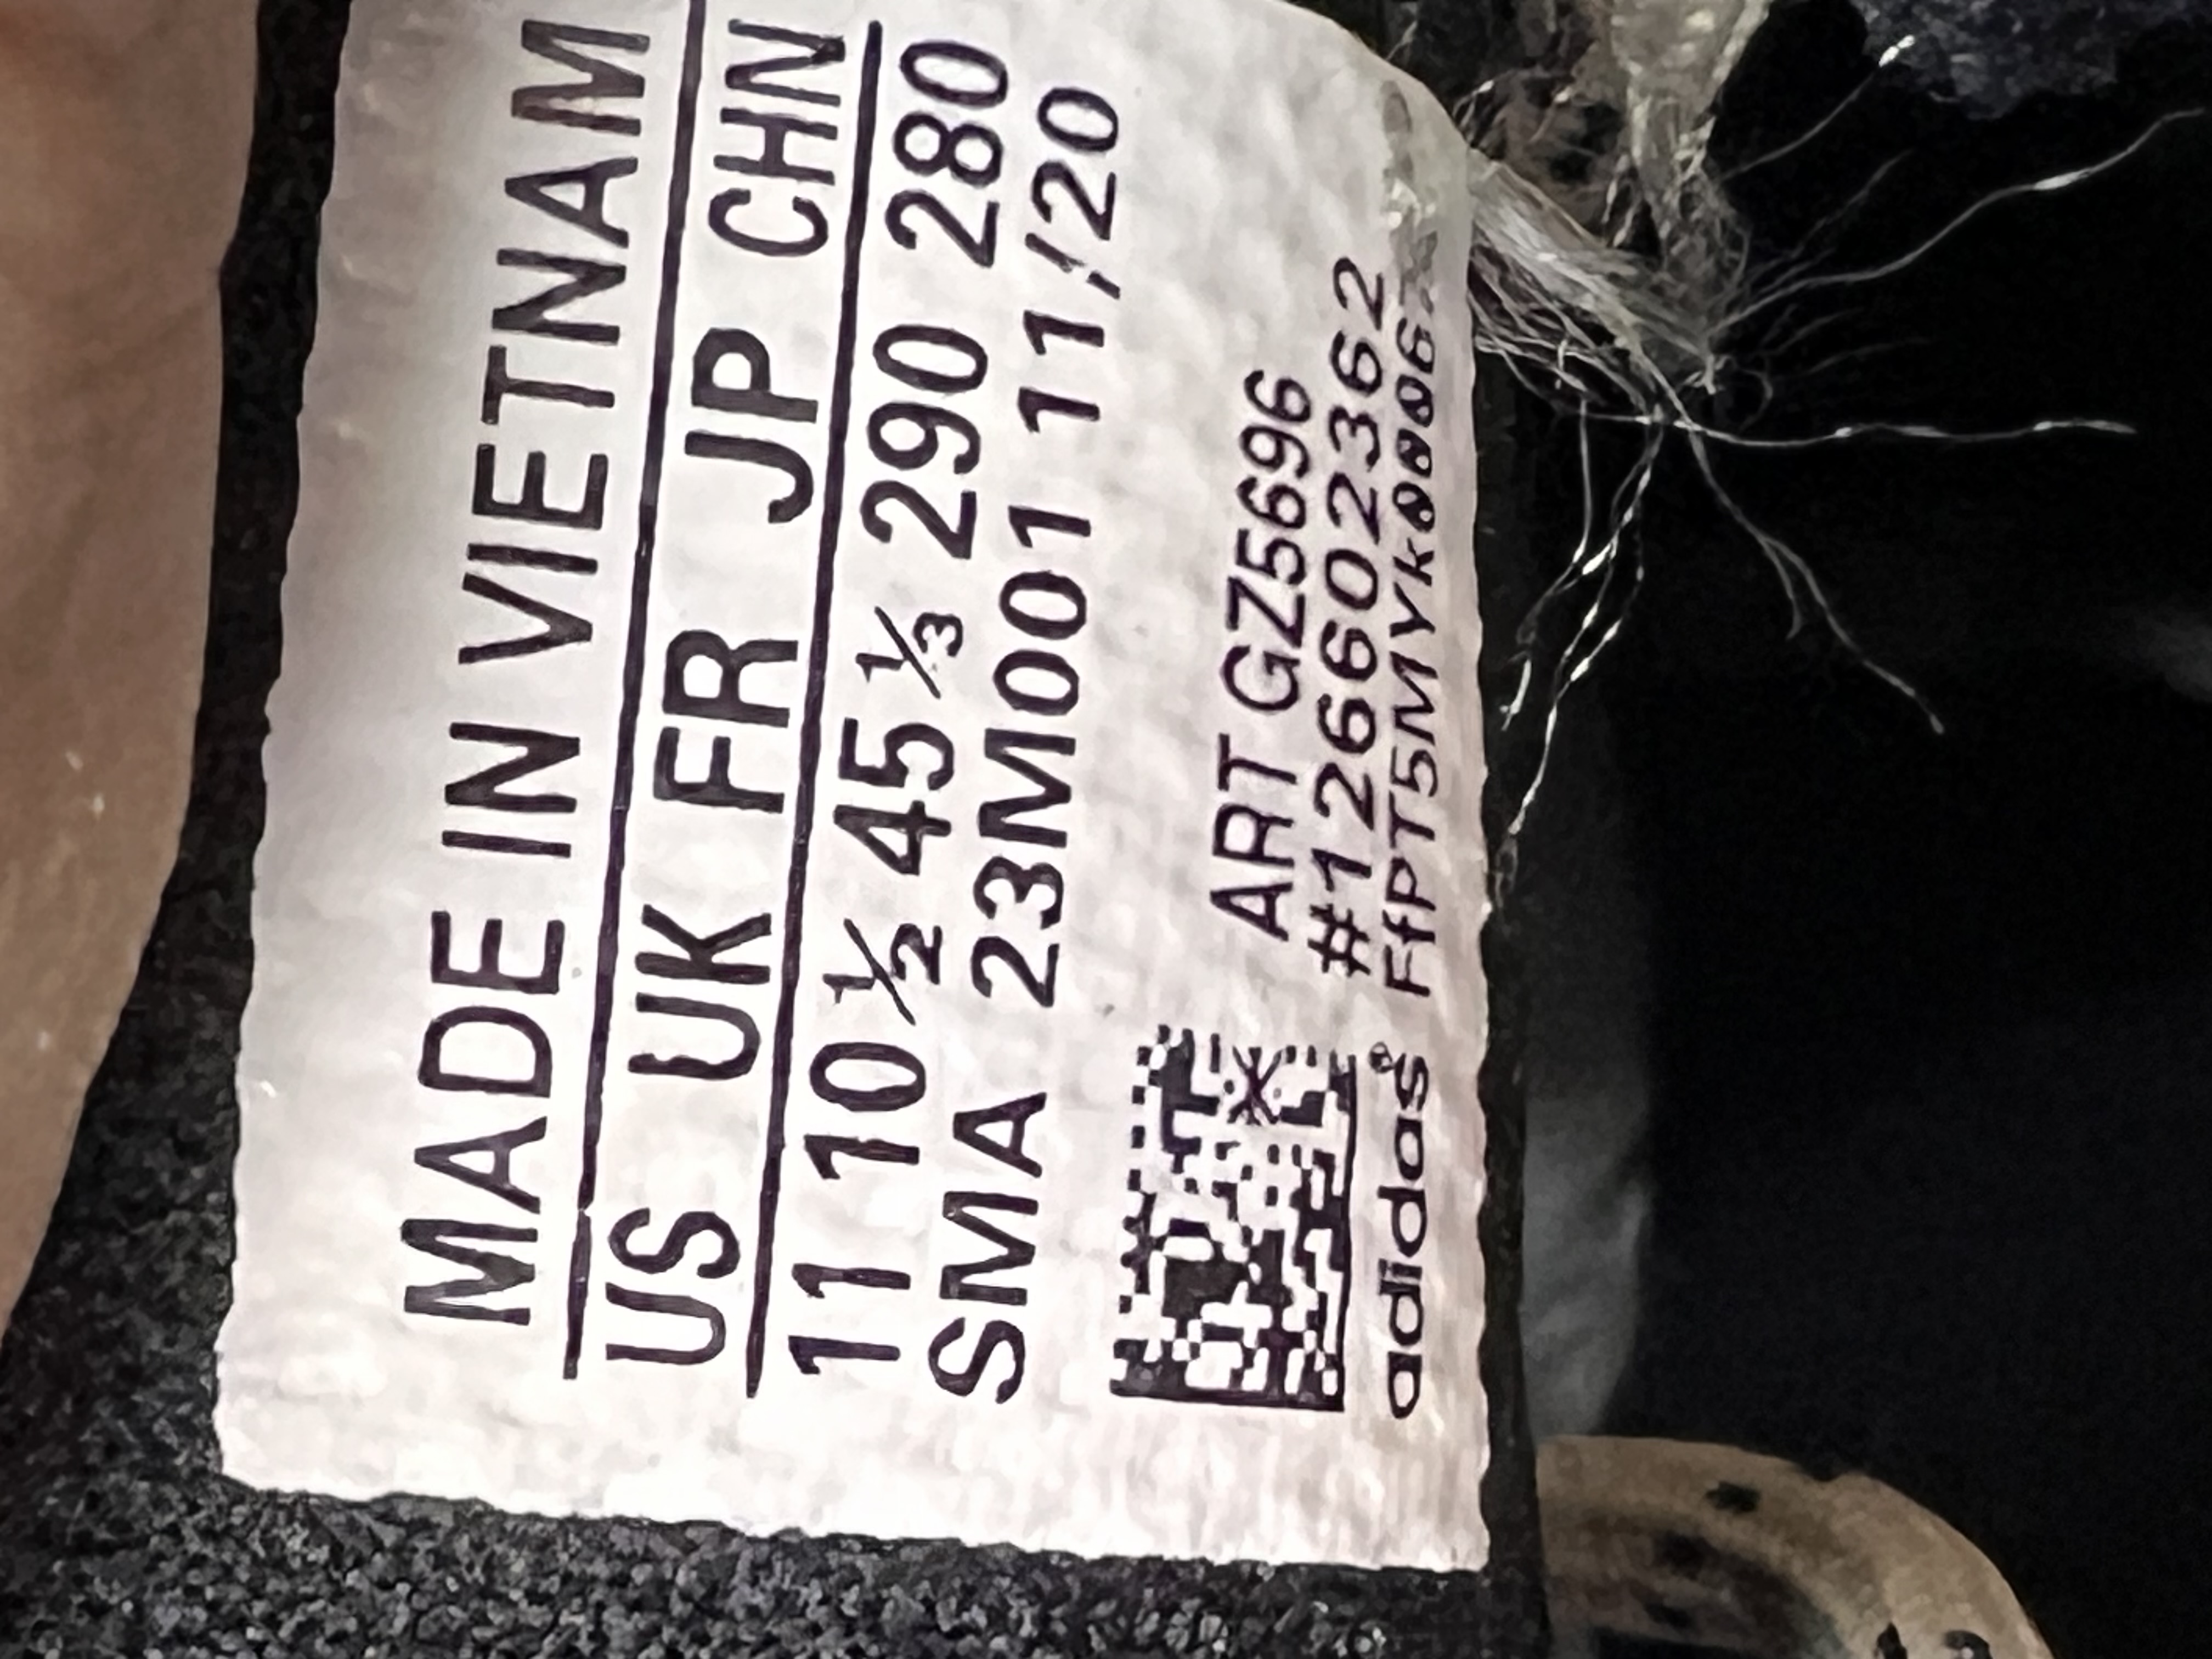 MADE IN VIETNAM
US UK FR JP CHN
11 10½ 45⅓ 290 280
SMA 23M001 11/20
ART GZ5696
#126602362
adidas®